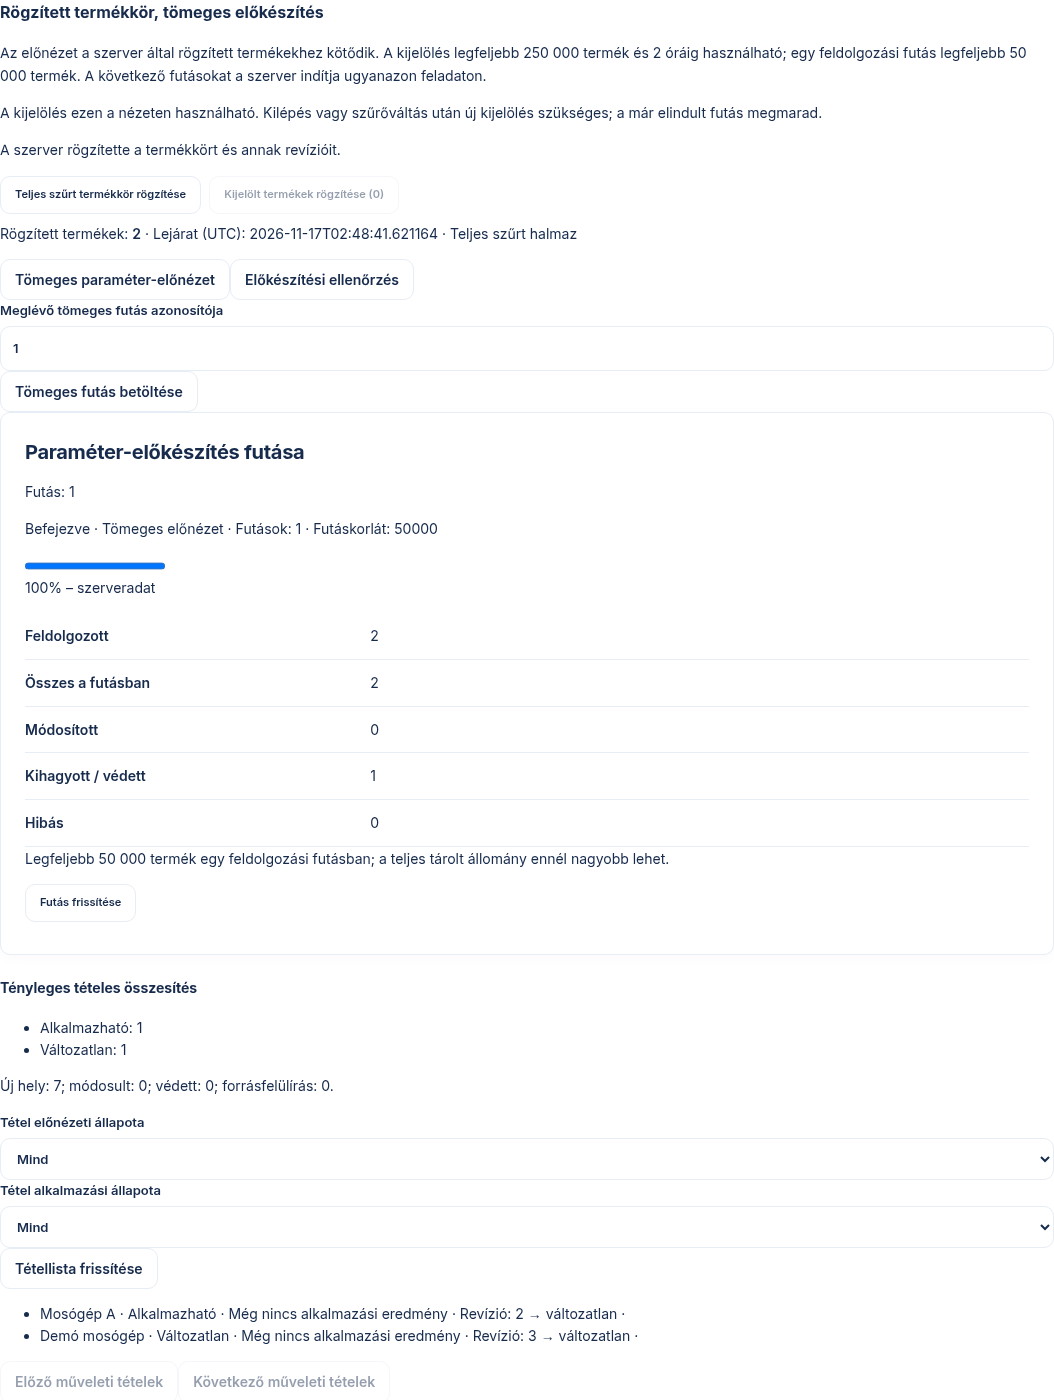 Rögzített termékkör, tömeges előkészítés
Az előnézet a szerver által rögzített termékekhez kötődik. A kijelölés legfeljebb 250 000 termék és 2 óráig használható; egy feldolgozási futás legfeljebb 50
000 termék. A következő futásokat a szerver indítja ugyanazon feladaton.
A kijelölés ezen a nézeten használható. Kilépés vagy szűrőváltás után új kijelölés szükséges; a már elindult futás megmarad.
A szerver rögzítette a termékkört és annak revízióit.
Teljes szűrt termékkör rögzítése
Kijelölt termékek rögzítése (0)
Rögzített termékek: 2 · Lejárat (UTC): 2026-11-17T02:48:41.621164 · Teljes szűrt halmaz
Tömeges paraméter-előnézet
Előkészítési ellenőrzés
Meglévő tömeges futás azonosítója
1
Tömeges futás betöltése
Paraméter-előkészítés futása
Futás: 1
Befejezve · Tömeges előnézet · Futások: 1 · Futáskorlát: 50000
100% – szerveradat
Feldolgozott 2
Összes a futásban 2
Módosított 0
Kihagyott / védett 1
Hibás 0
Legfeljebb 50 000 termék egy feldolgozási futásban; a teljes tárolt állomány ennél nagyobb lehet.
Futás frissítése
Tényleges tételes összesítés
• Alkalmazható: 1
• Változatlan: 1
Új hely: 7; módosult: 0; védett: 0; forrásfelülírás: 0.
Tétel előnézeti állapota
Mind
Tétel alkalmazási állapota
Mind
Tétellista frissítése
• Mosógép A · Alkalmazható · Még nincs alkalmazási eredmény · Revízió: 2 → változatlan ·
• Demó mosógép · Változatlan · Még nincs alkalmazási eredmény · Revízió: 3 → változatlan ·
Előző műveleti tételek
Következő műveleti tételek